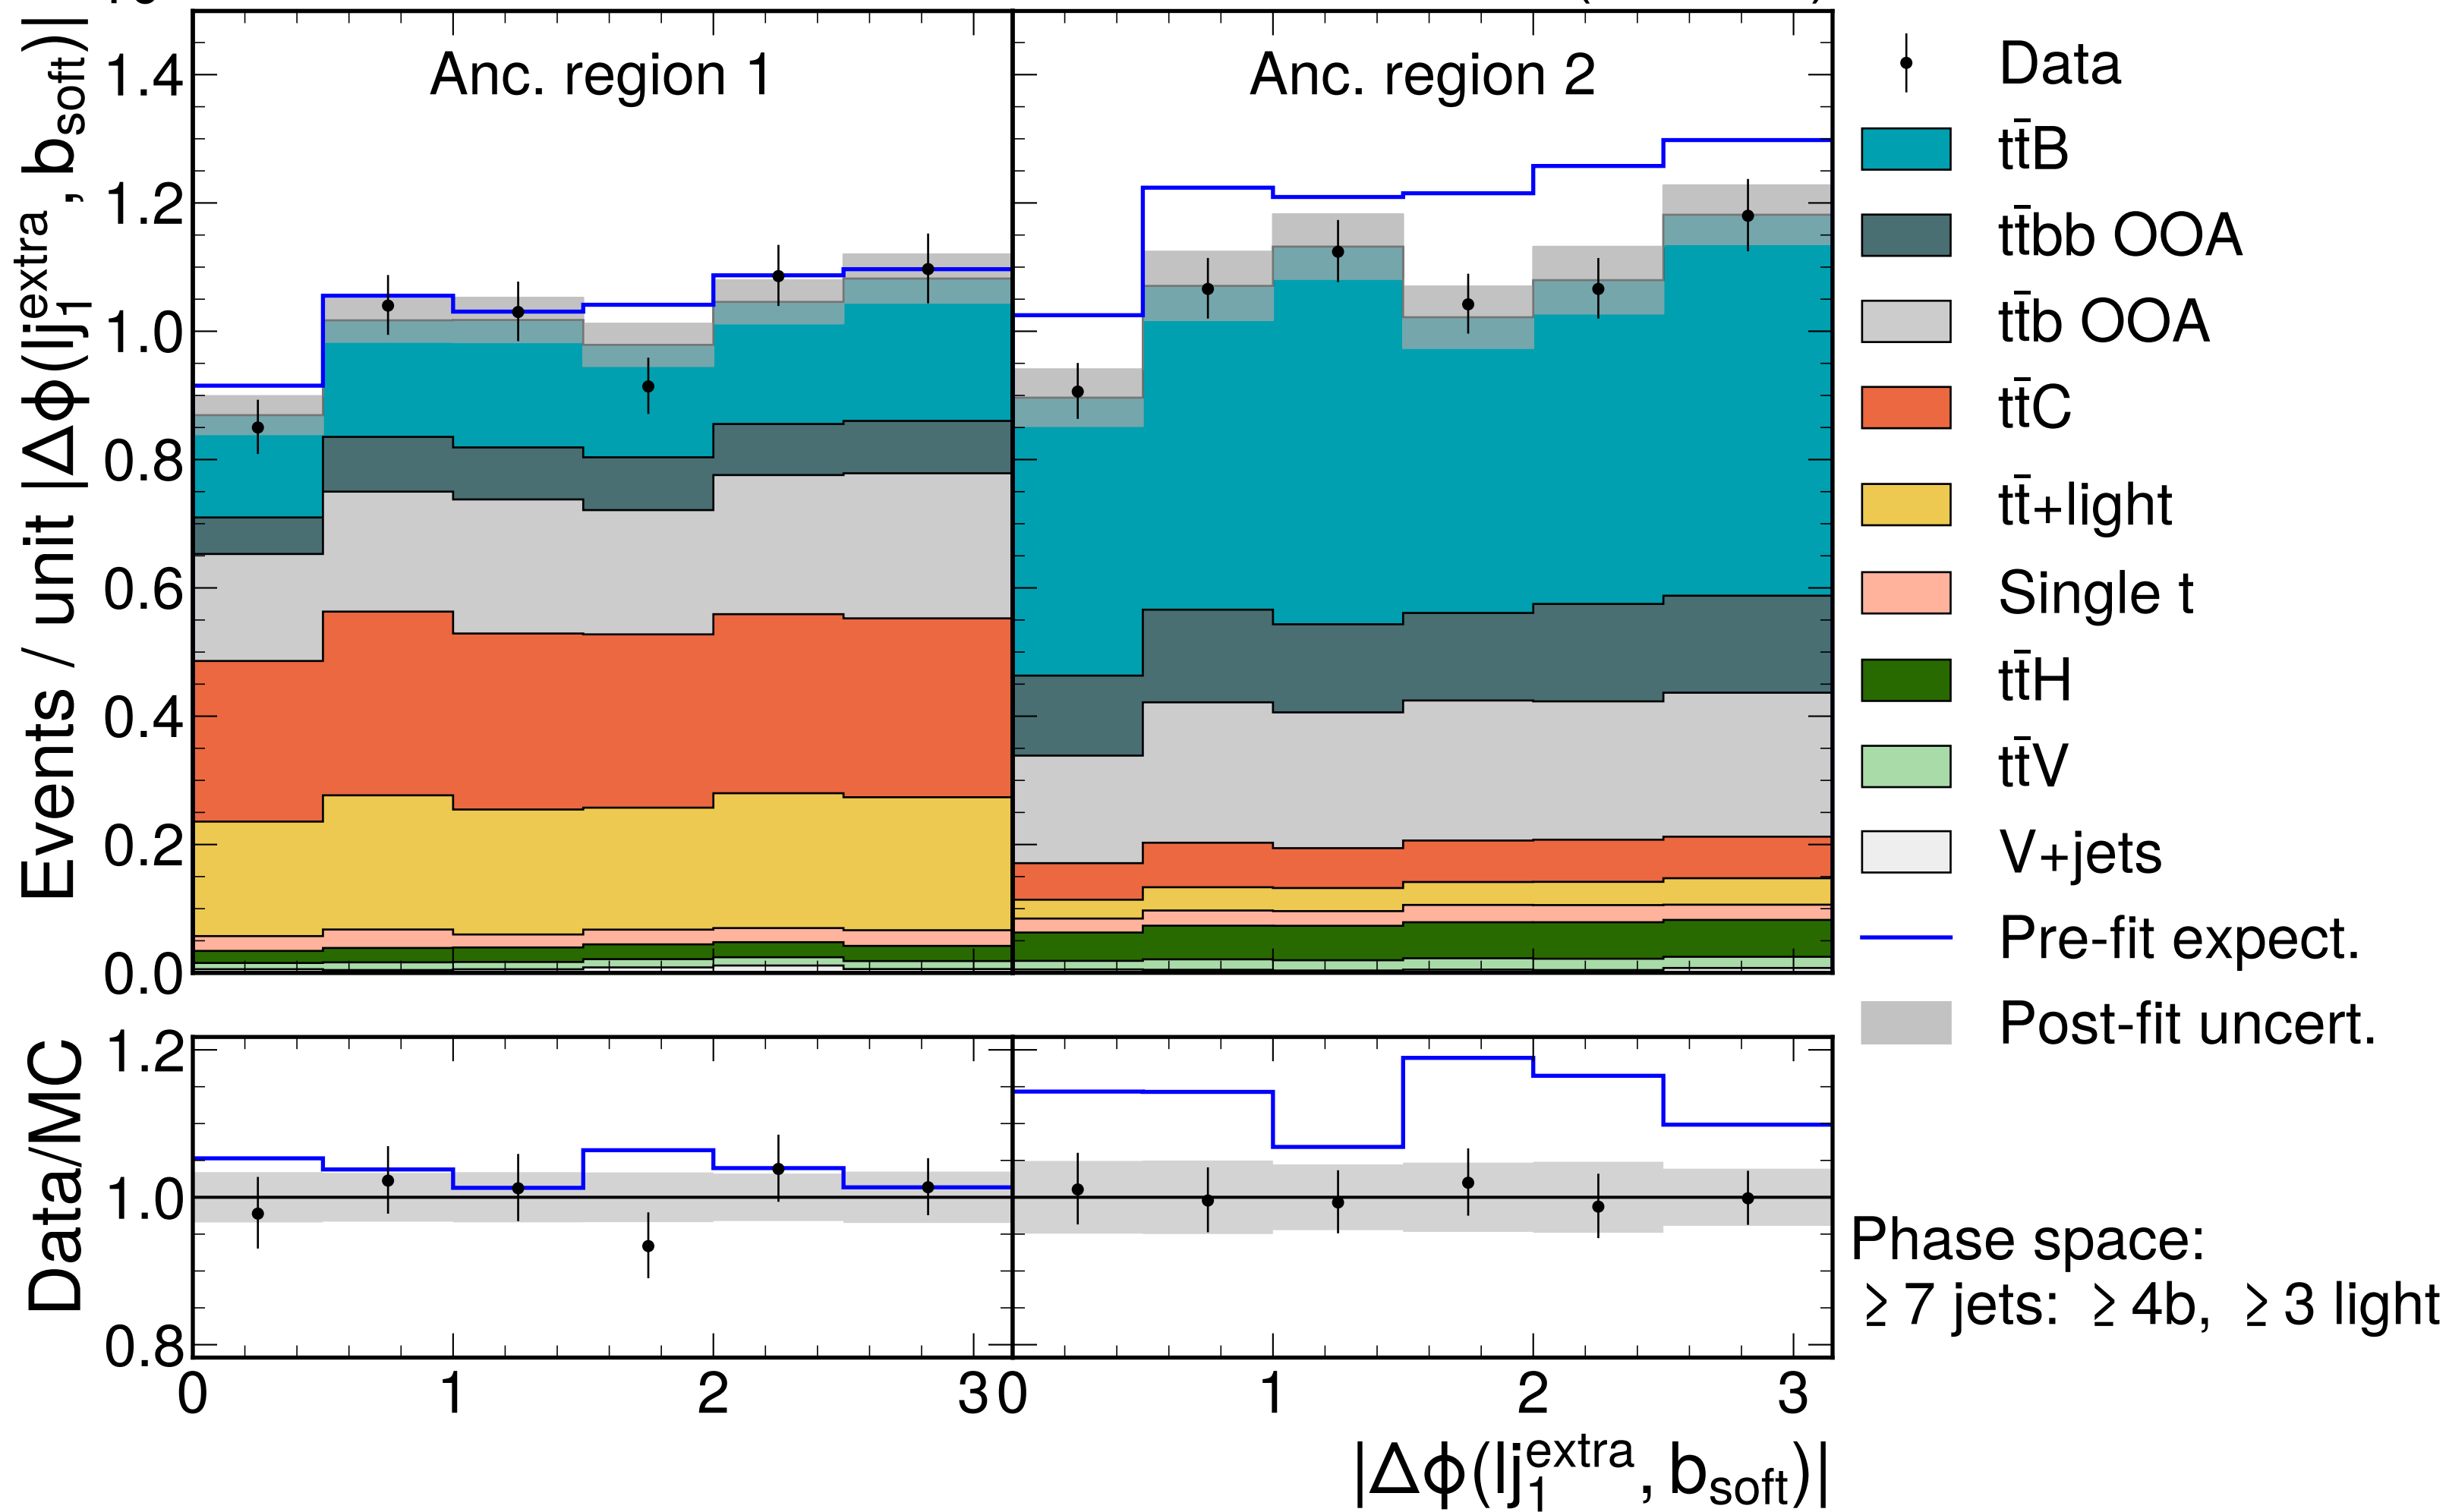 Events / unit |Δϕ(lj₁ᵉˣᵗʳᵃ, b_soft)|
Anc. region 1
Anc. region 2
1.4
1.2
1.0
0.8
0.6
0.4
0.2
0.0
Data
tt̄B
tt̄bb OOA
tt̄b OOA
tt̄C
tt̄+light
Single t
tt̄H
tt̄V
V+jets
Pre-fit expect.
Post-fit uncert.
Data/MC
1.2
1.0
0.8
0 1 2 3 0 1 2 3
|Δϕ(lj₁ᵉˣᵗʳᵃ, b_soft)|
Phase space:
≥ 7 jets: ≥ 4b, ≥ 3 light